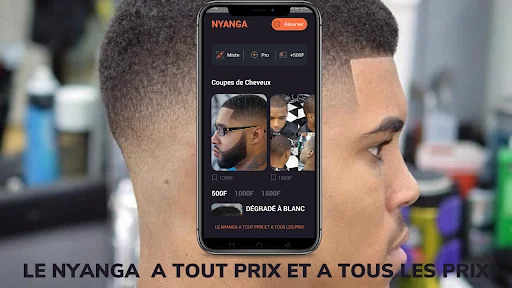 NYANGA
Réserver
Mixte
Pro
+500F
Coupes de Cheveux
1000F
1000F
500F 1000F 1500F
DÉGRADÉ À BLANC
LE NYANGA A TOUT PRIX ET A TOUS LES PRIX
LE NYANGA A TOUT PRIX ET A TOUS LES PRIX